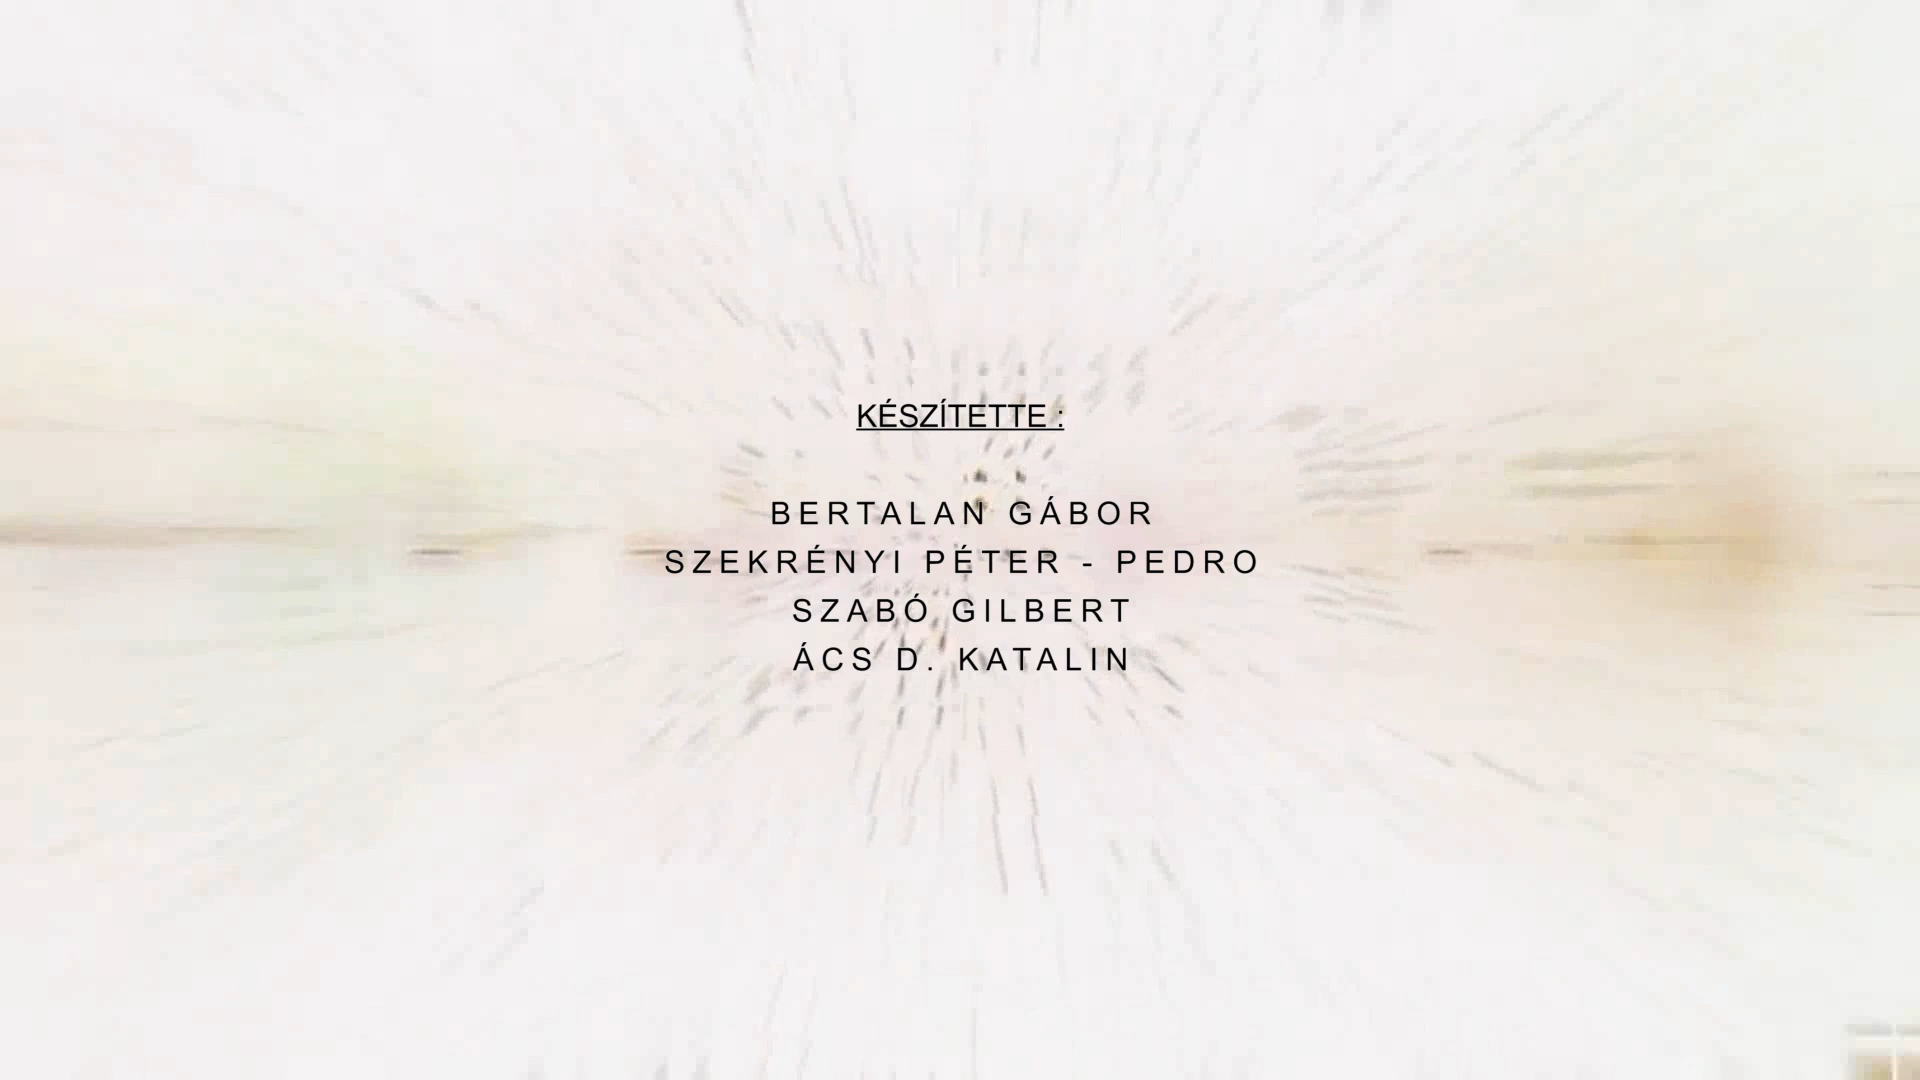 KÉSZÍTETTE :
BERTALAN GÁBOR
SZEKRÉNYI PÉTER - PEDRO
SZABÓ GILBERT
ÁCS D. KATALIN